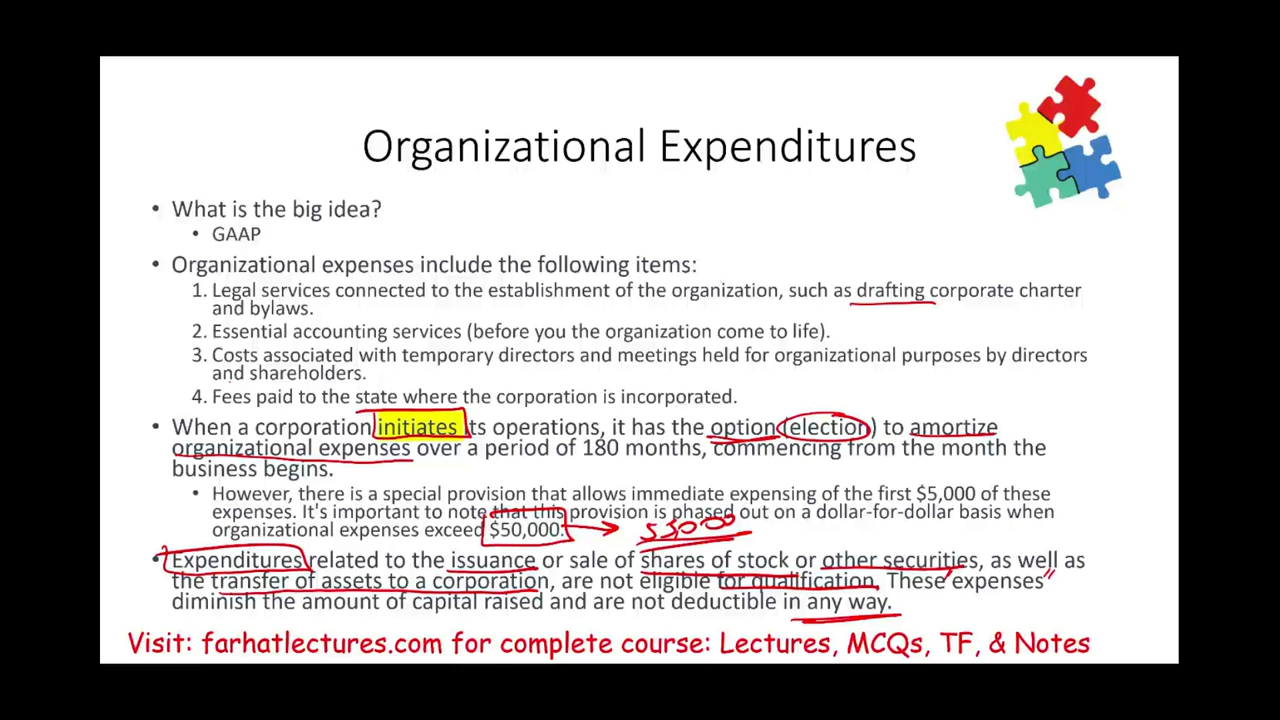 Organizational Expenditures
• What is the big idea?
• GAAP
• Organizational expenses include the following items:
1. Legal services connected to the establishment of the organization, such as drafting corporate charter
and bylaws.
2. Essential accounting services (before you the organization come to life).
3. Costs associated with temporary directors and meetings held for organizational purposes by directors
and shareholders.
4. Fees paid to the state where the corporation is incorporated.
• When a corporation initiates its operations, it has the option (election) to amortize
organizational expenses over a period of 180 months, commencing from the month the
business begins.
• However, there is a special provision that allows immediate expensing of the first $5,000 of these
expenses. It's important to note that this provision is phased out on a dollar-for-dollar basis when
organizational expenses exceed $50,000.
55000
• Expenditures related to the issuance or sale of shares of stock or other securities, as well as
the transfer of assets to a corporation, are not eligible for qualification. These expenses
diminish the amount of capital raised and are not deductible in any way.
Visit: farhatlectures.com for complete course: Lectures, MCQs, TF, & Notes